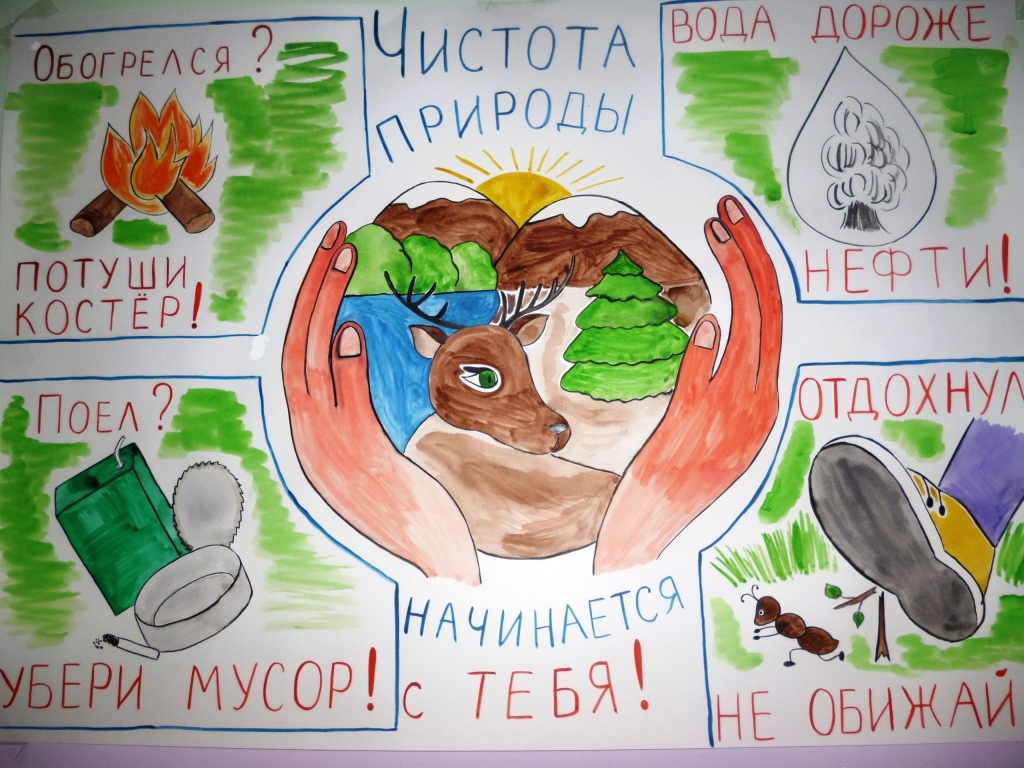 Обогрелся?
потуши
костёр!
Чистота
природы
начинается
с тебя!
Вода дороже
нефти!
Поел?
убери мусор!
Отдохнул
не обижай